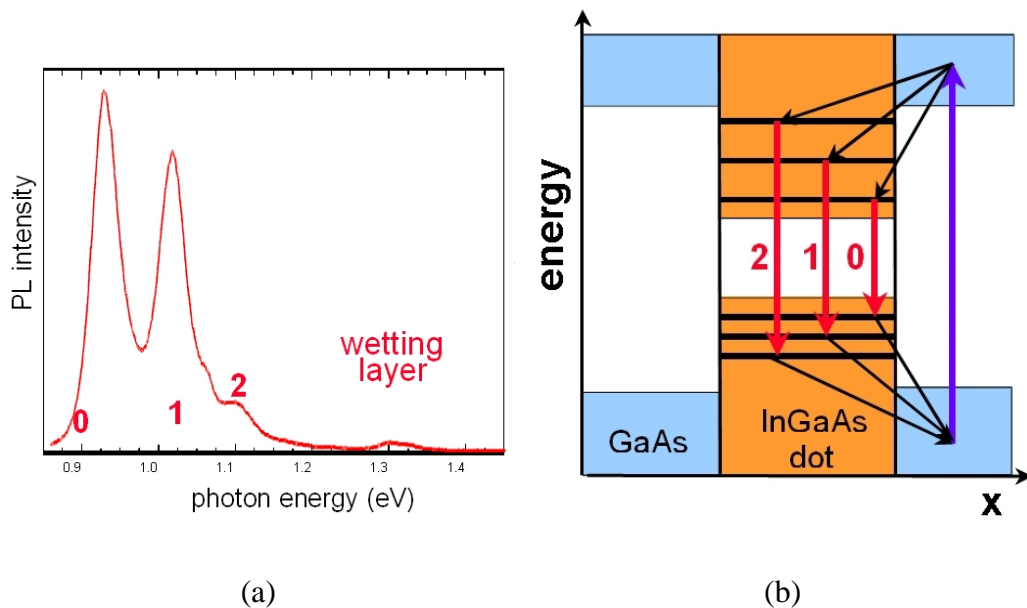 PL intensity
wetting
layer
0
1
2
0.9 1.0 1.1 1.2 1.3 1.4
photon energy (eV)
(a)
energy
2 1 0
GaAs
InGaAs
dot
x
(b)